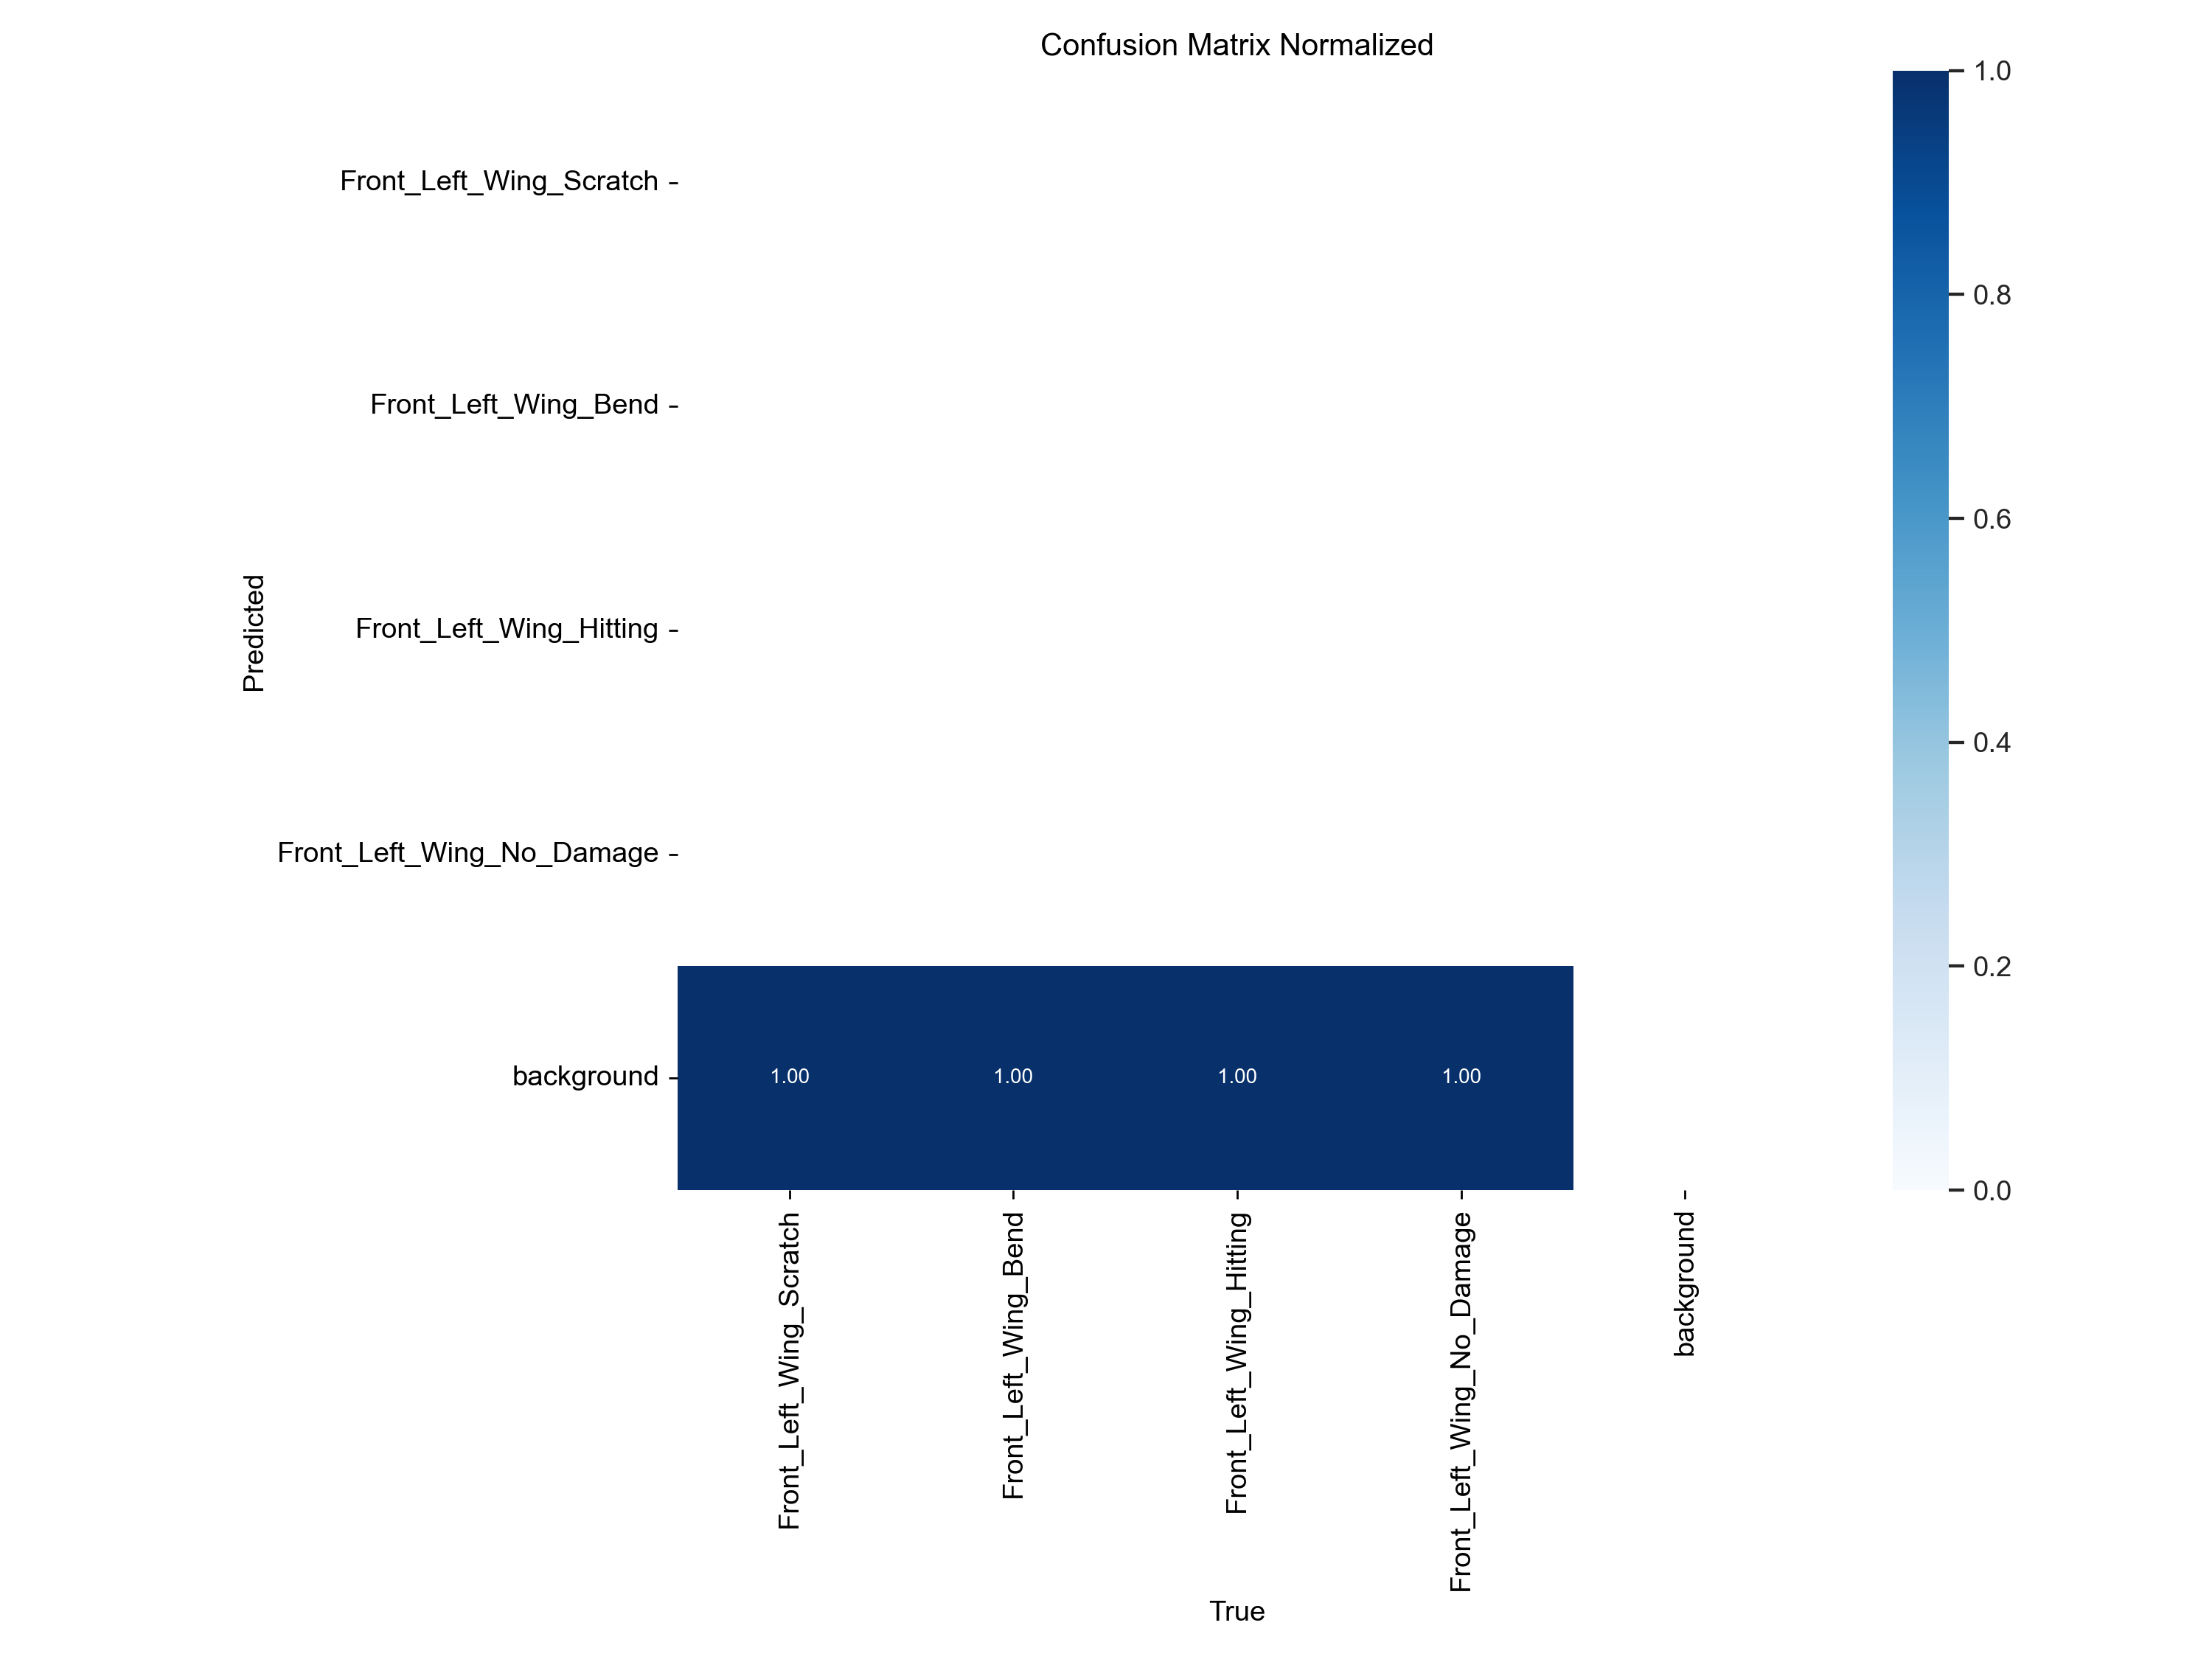 Confusion Matrix Normalized
Front_Left_Wing_Scratch
Front_Left_Wing_Bend
Front_Left_Wing_Hitting
Front_Left_Wing_No_Damage
background
Predicted
1.00 1.00 1.00 1.00
Front_Left_Wing_Scratch
Front_Left_Wing_Bend
Front_Left_Wing_Hitting
Front_Left_Wing_No_Damage
background
True
1.0
0.8
0.6
0.4
0.2
0.0